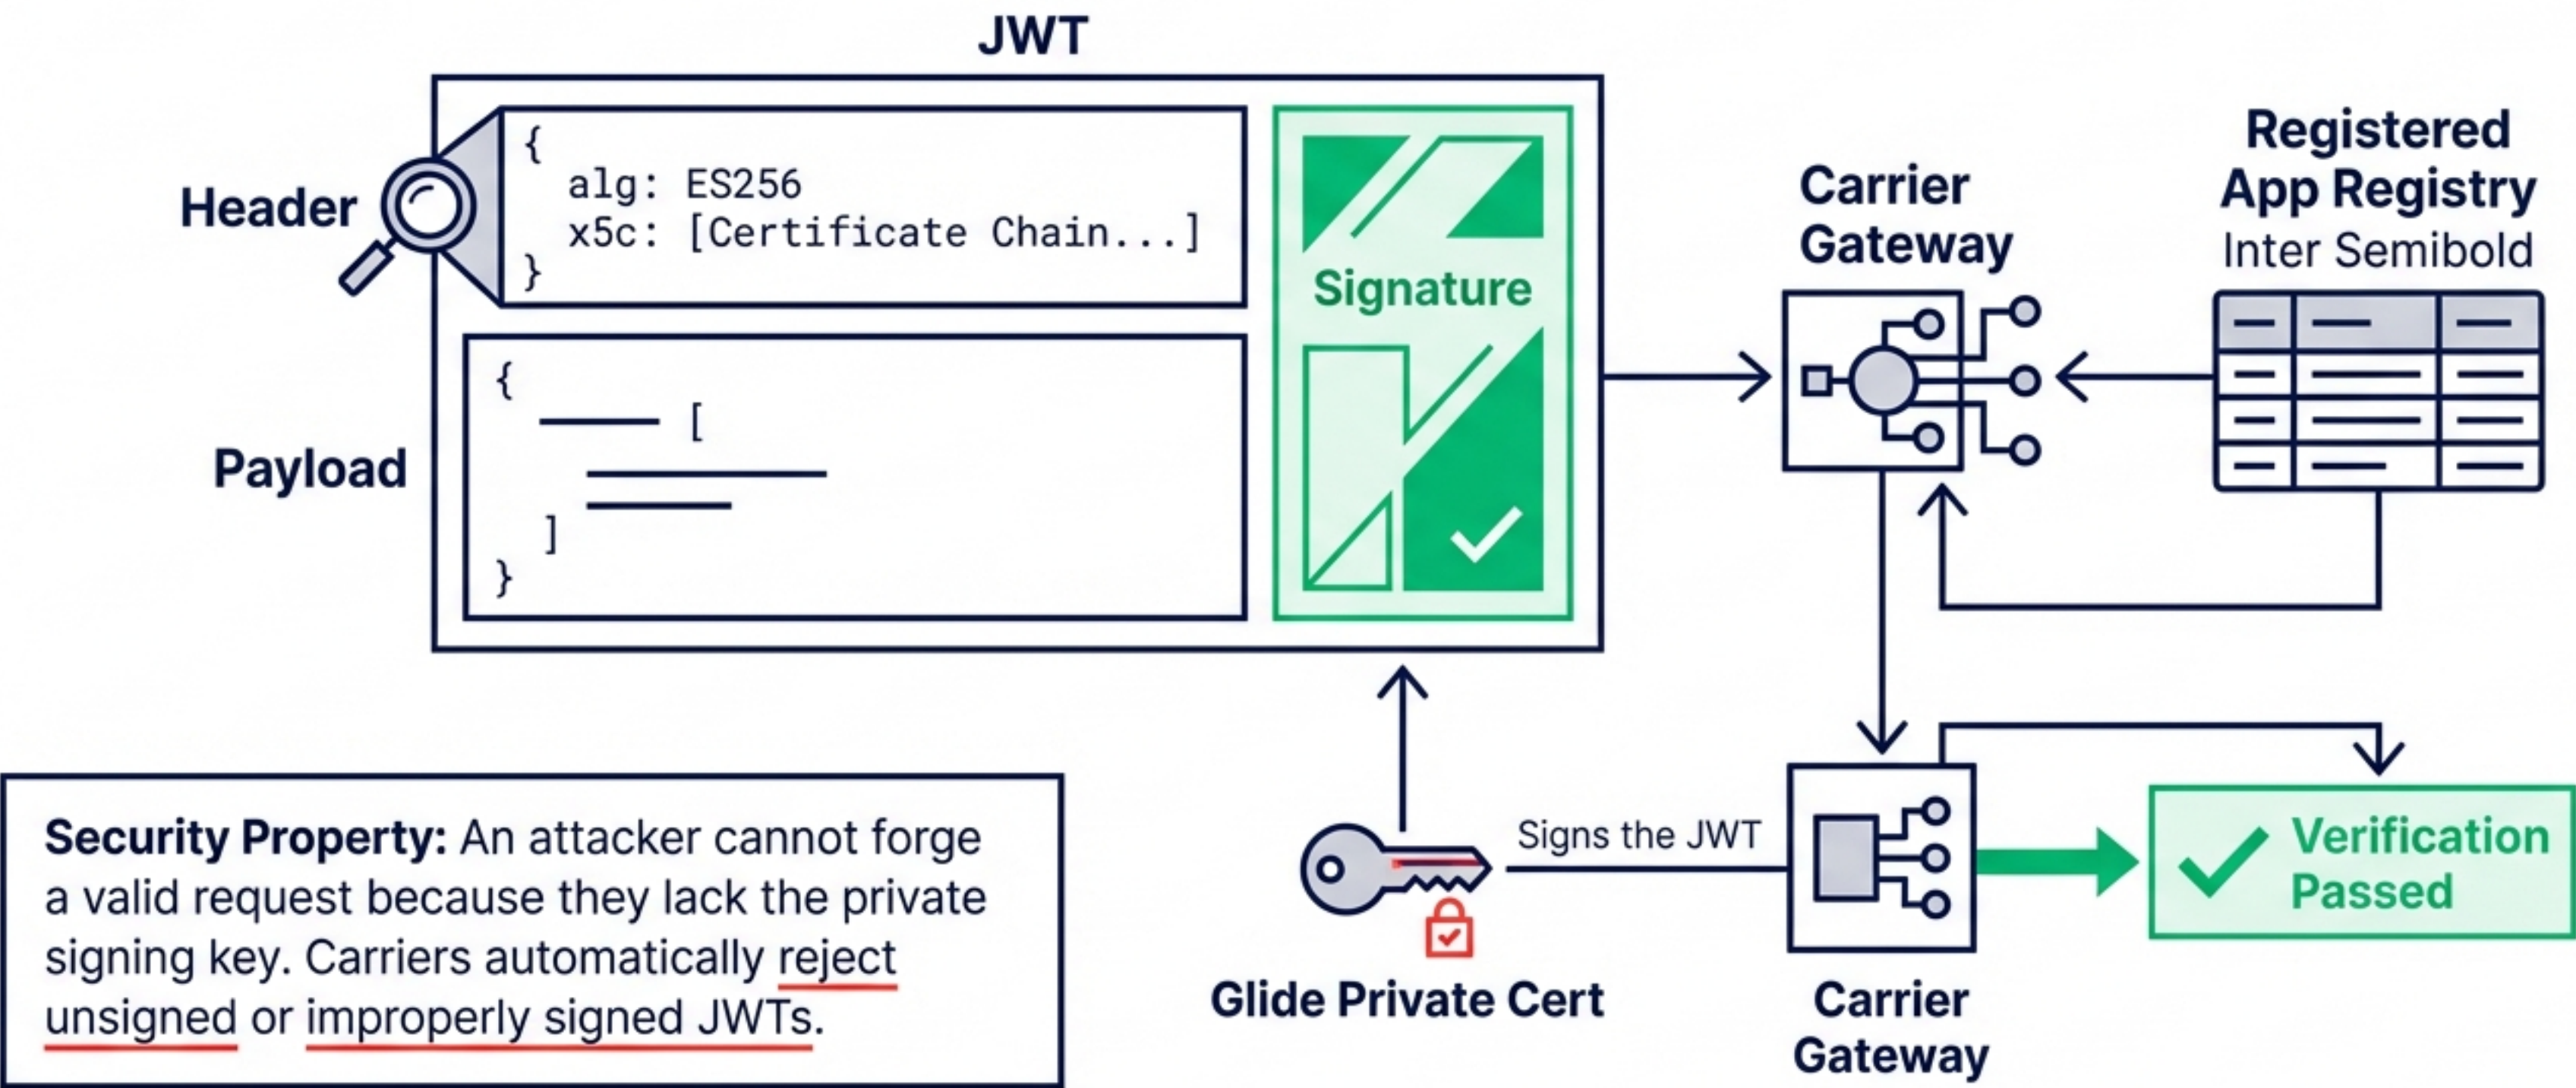 JWT
Header
{
alg: ES256
x5c: [Certificate Chain...]
}
Payload
{
[
]
}
Signature
Carrier
Gateway
Registered
App Registry
Inter Semibold
Security Property: An attacker cannot forge
a valid request because they lack the private
signing key. Carriers automatically reject
unsigned or improperly signed JWTs.
Signs the JWT
Glide Private Cert
Carrier
Gateway
Verification
Passed